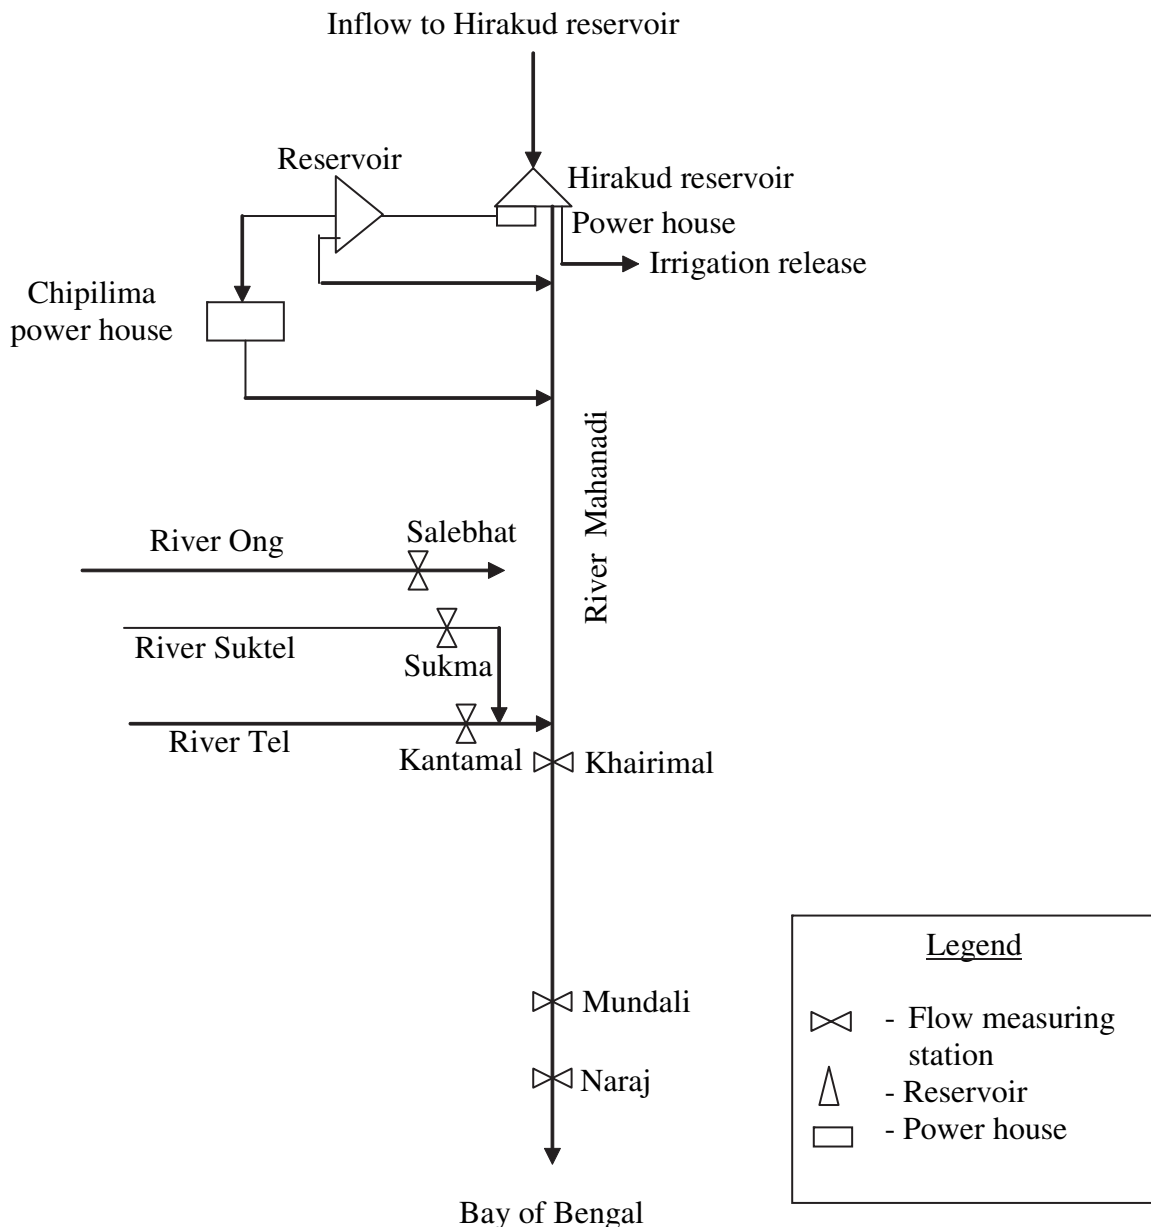 Inflow to Hirakud reservoir
Reservoir
Hirakud reservoir
Power house
Irrigation release
Chipilima
power house
River Mahanadi
River Ong
Salebhat
River Suktel
Sukma
River Tel
Kantamal
Khairimal
Mundali
Naraj
Bay of Bengal
Legend
- Flow measuring
station
- Reservoir
- Power house